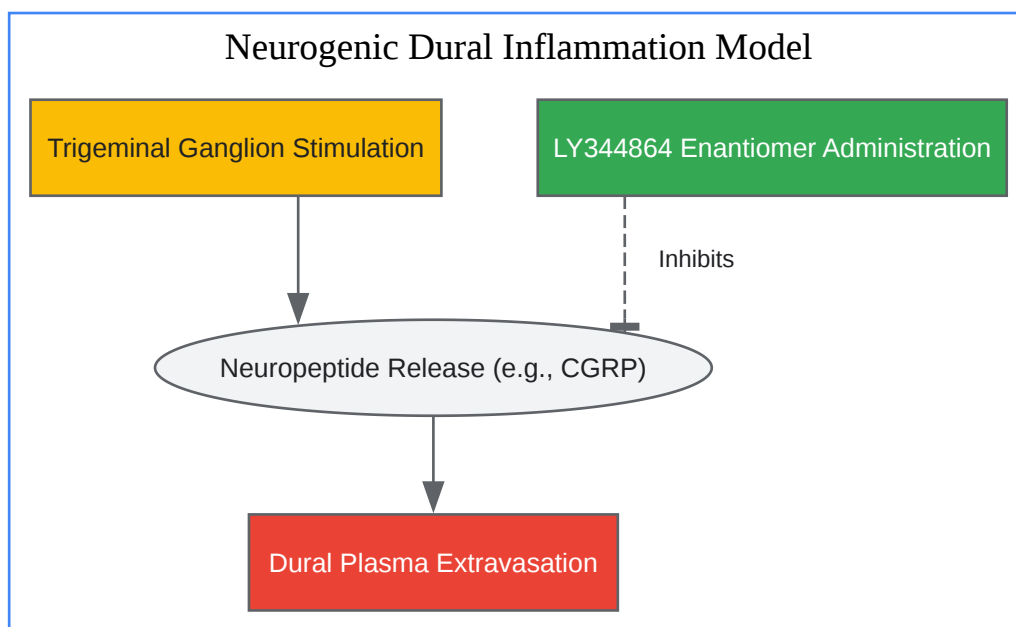 Neurogenic Dural Inflammation Model
Trigeminal Ganglion Stimulation
LY344864 Enantiomer Administration
Inhibits
Neuropeptide Release (e.g., CGRP)
Dural Plasma Extravasation